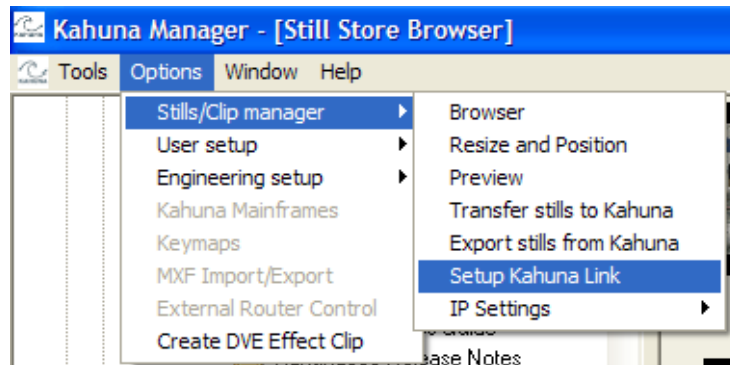 Kahuna Manager - [Still Store Browser]
Tools Options Window Help
Stills/Clip manager
User setup
Engineering setup
Kahuna Mainframes
Keymaps
MXF Import/Export
External Router Control
Create DVE Effect Clip
Browser
Resize and Position
Preview
Transfer stills to Kahuna
Export stills from Kahuna
Setup Kahuna Link
IP Settings
Notes